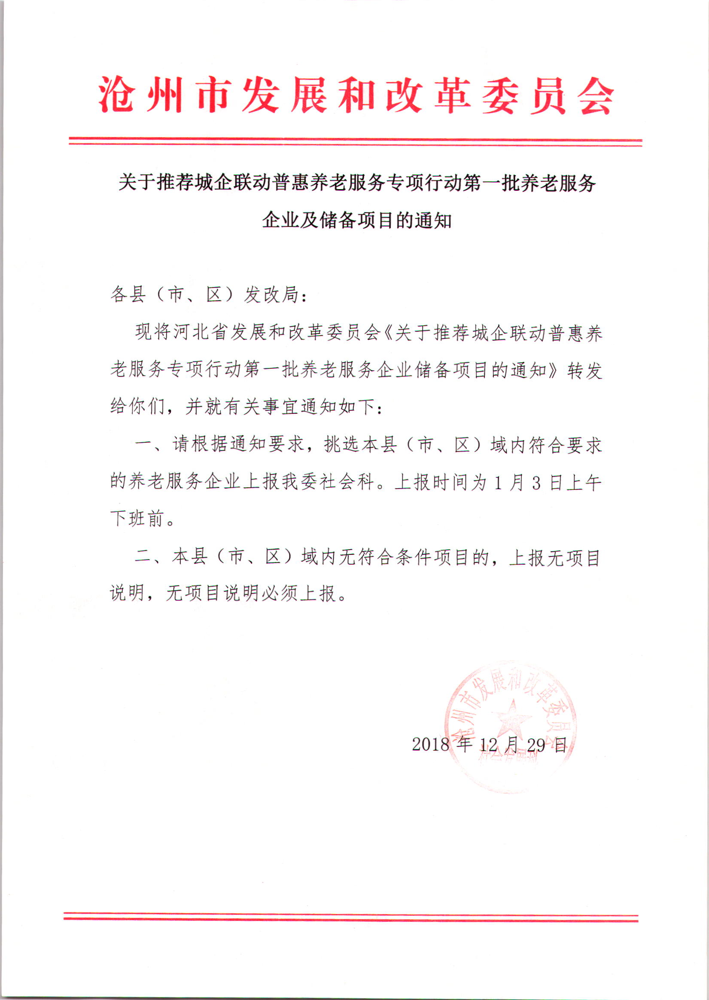 沧州市发展和改革委员会
关于推荐城企联动普惠养老服务专项行动第一批养老服务
企业及储备项目的通知
各县（市、区）发改局：
现将河北省发展和改革委员会《关于推荐城企联动普惠养
老服务专项行动第一批养老服务企业储备项目的通知》转发
给你们，并就有关事宜通知如下：
一、请根据通知要求，挑选本县（市、区）域内符合要求
的养老服务企业上报我委社会科。上报时间为1月3日上午
下班前。
二、本县（市、区）域内无符合条件项目的，上报无项目
说明，无项目说明必须上报。
沧州市发展和改革委员会
2018年12月29日
社会发展科